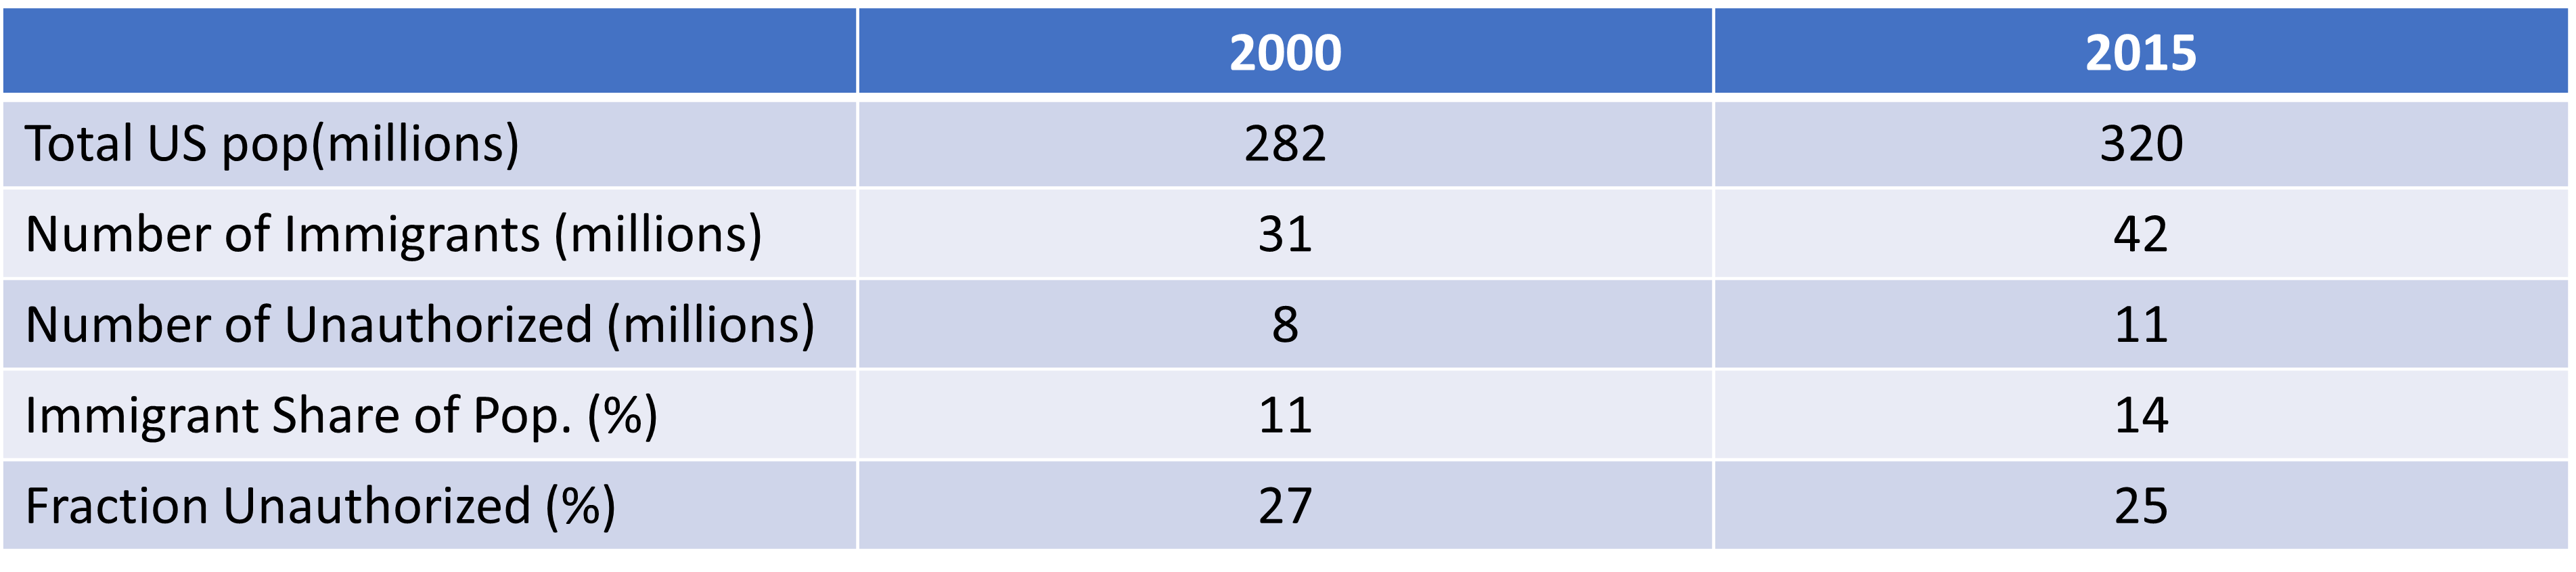 2000 2015
Total US pop(millions) 282 320
Number of Immigrants (millions) 31 42
Number of Unauthorized (millions) 8 11
Immigrant Share of Pop. (%) 11 14
Fraction Unauthorized (%) 27 25